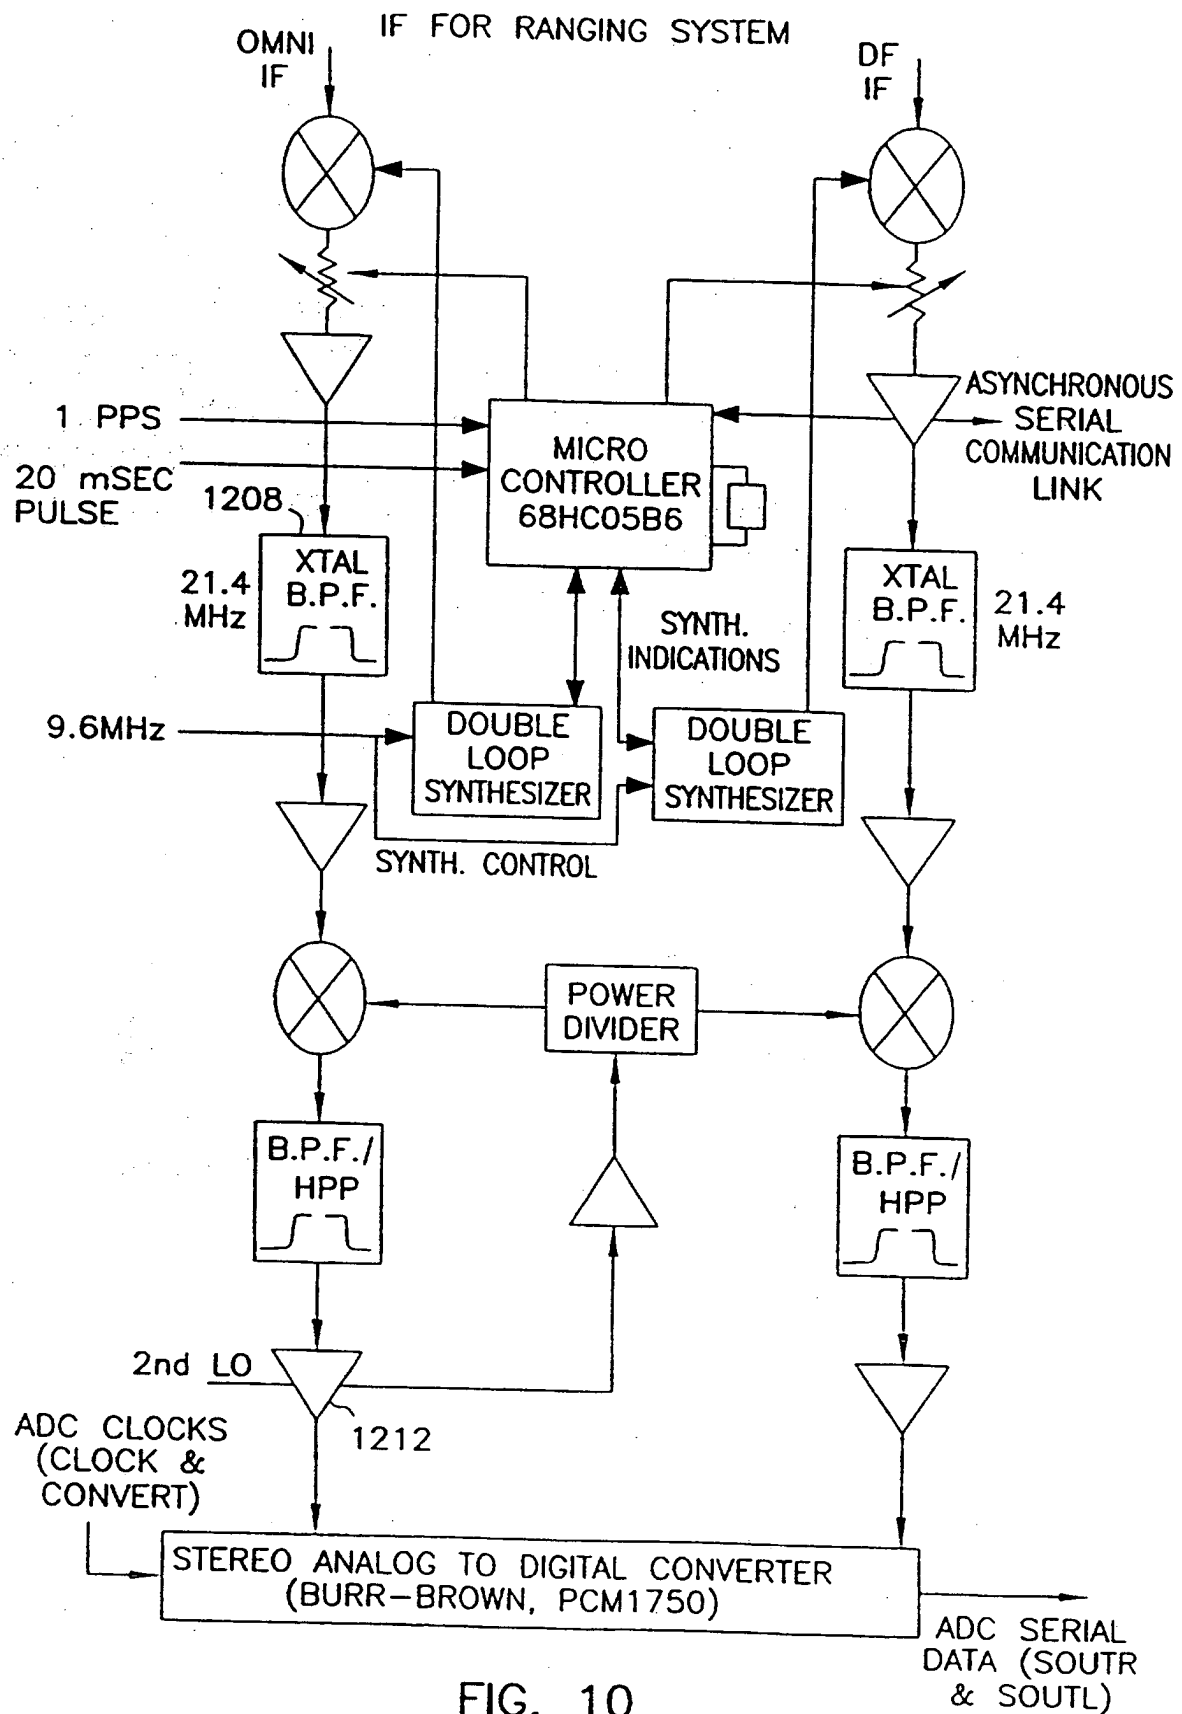 IF FOR RANGING SYSTEM
OMNI
IF
DF
IF
1 PPS
20 mSEC
PULSE
MICRO
CONTROLLER
68HC05B6
ASYNCHRONOUS
SERIAL
COMMUNICATION
LINK
1208
XTAL
B.P.F.
21.4
MHz
XTAL
B.P.F.
21.4
MHz
SYNTH.
INDICATIONS
9.6MHz
DOUBLE
LOOP
SYNTHESIZER
DOUBLE
LOOP
SYNTHESIZER
SYNTH. CONTROL
POWER
DIVIDER
B.P.F./
HPP
B.P.F./
HPP
2nd LO
1212
ADC CLOCKS
(CLOCK &
CONVERT)
STEREO ANALOG TO DIGITAL CONVERTER
(BURR-BROWN, PCM1750)
ADC SERIAL
DATA (SOUTR
& SOUTL)
FIG. 10